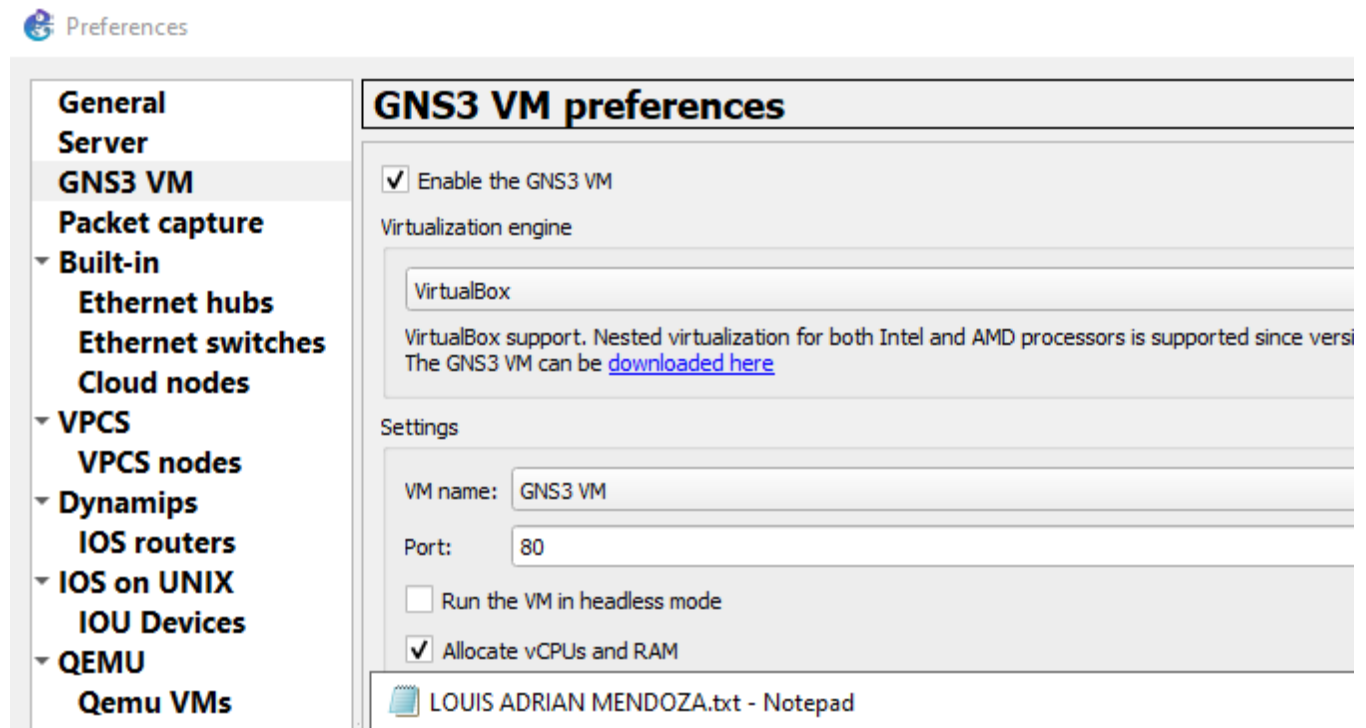 Preferences
General
Server
GNS3 VM
Packet capture
Built-in
Ethernet hubs
Ethernet switches
Cloud nodes
VPCS
VPCS nodes
Dynamips
IOS routers
IOS on UNIX
IOU Devices
QEMU
Qemu VMs
GNS3 VM preferences
Enable the GNS3 VM
Virtualization engine
VirtualBox
VirtualBox support. Nested virtualization for both Intel and AMD processors is supported since versi
The GNS3 VM can be downloaded here
Settings
VM name: GNS3 VM
Port: 80
Run the VM in headless mode
Allocate vCPUs and RAM
LOUIS ADRIAN MENDOZA.txt - Notepad